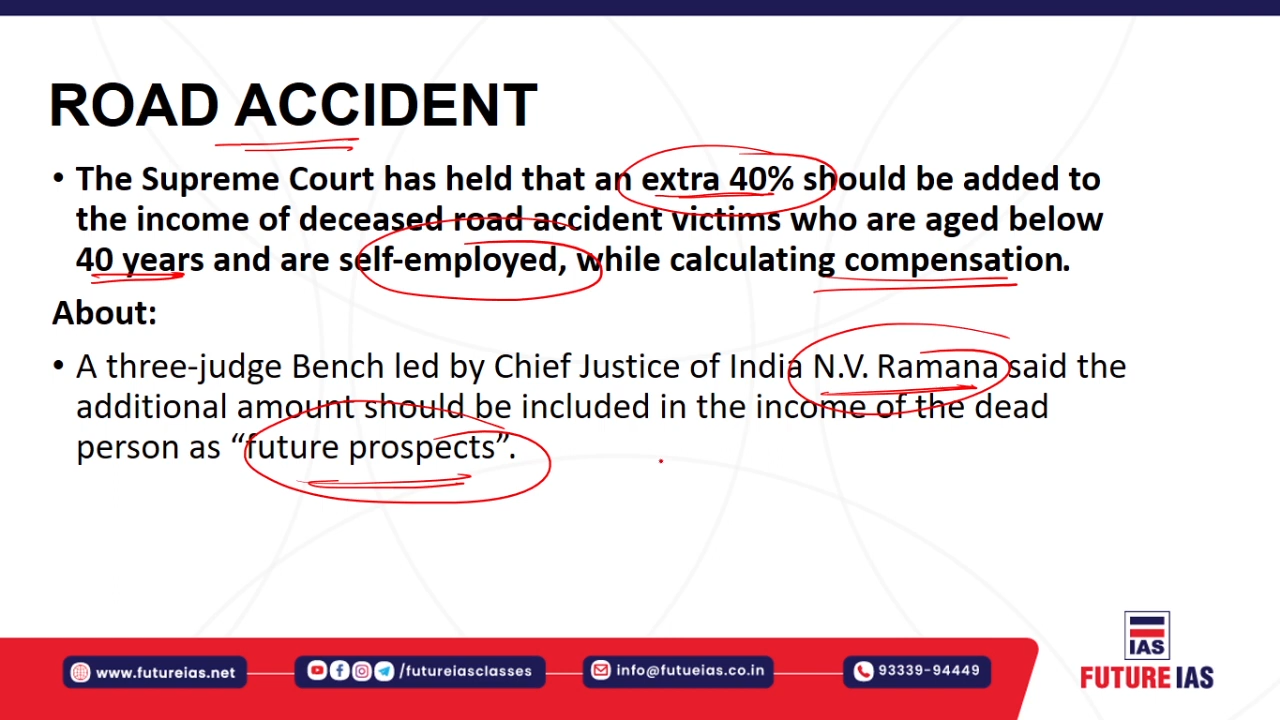 ROAD ACCIDENT
• The Supreme Court has held that an extra 40% should be added to
the income of deceased road accident victims who are aged below
40 years and are self-employed, while calculating compensation.
About:
• A three-judge Bench led by Chief Justice of India N.V. Ramana said the
additional amount should be included in the income of the dead
person as “future prospects”.
IAS
FUTURE IAS
www.futureias.net
/futureiasclasses
info@futueias.co.in
93339-94449